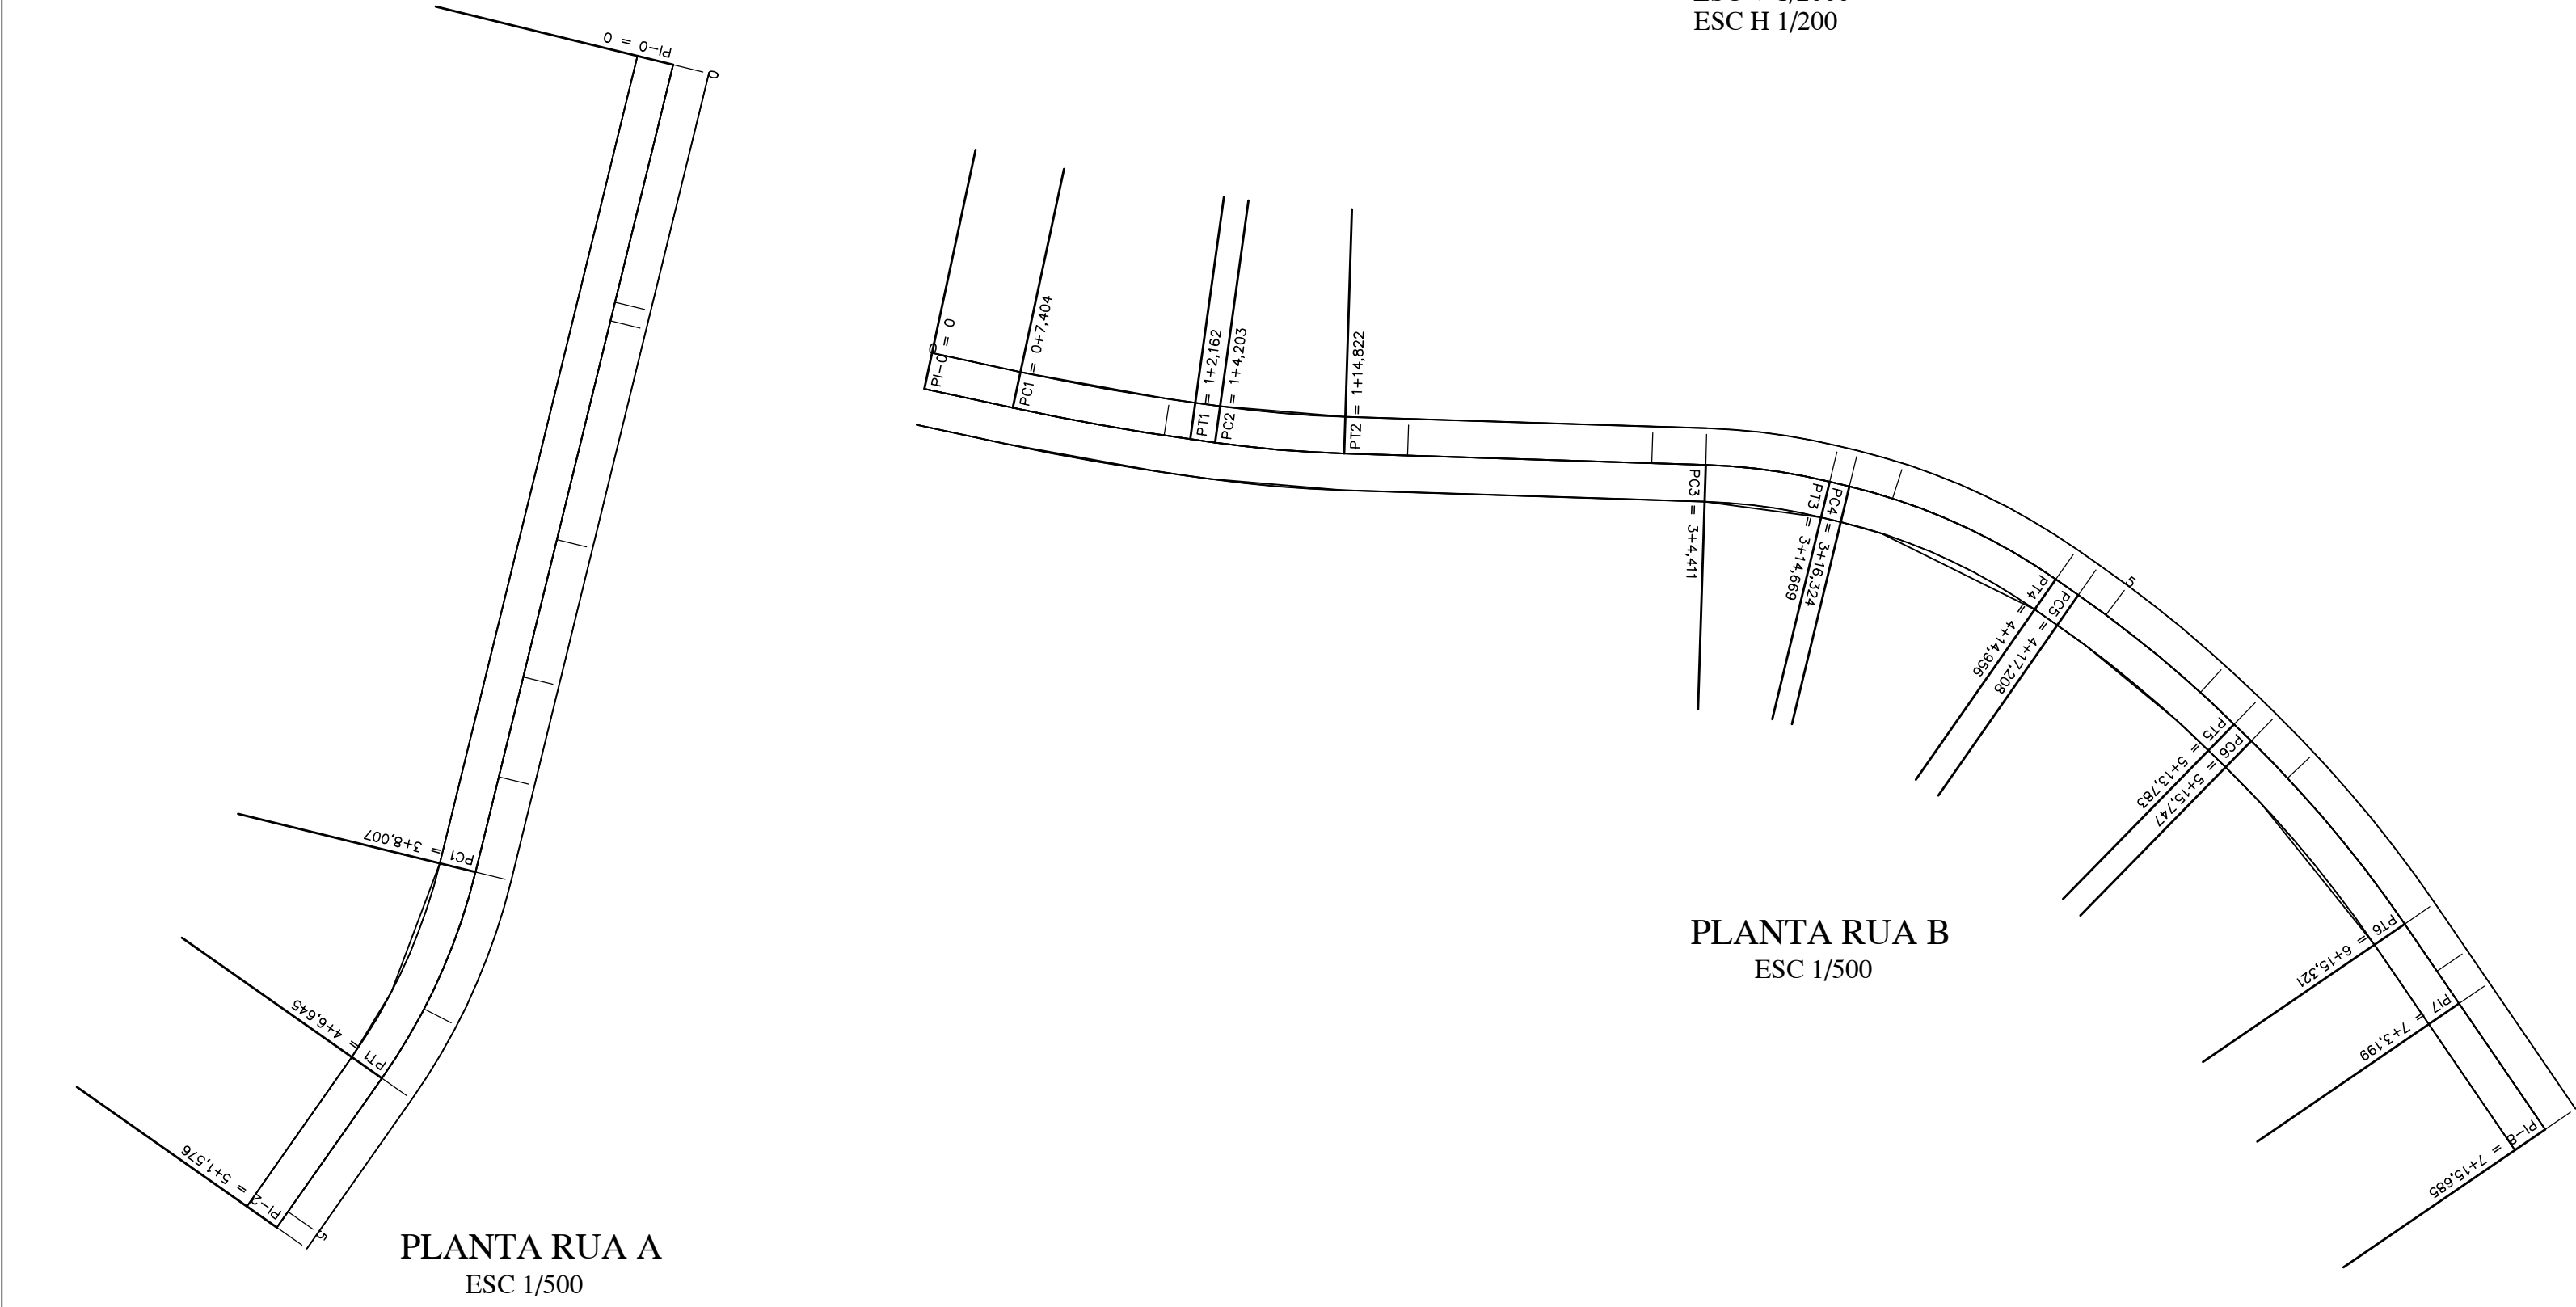 ESC H 1/200
PI-0 = 0
0
PC1 = 3+8,007
PT1 = 4+6,645
PI-2 = 5+1,576
5
PLANTA RUA A
ESC 1/500
0
PI-0 = 0
PC1 = 0+7,404
PT1 = 1+2,162
PC2 = 1+4,203
PT2 = 1+14,822
PC3 = 3+4,411
PT3 = 3+14,669
PC4 = 3+16,324
PT4 = 4+14,956
PC5 = 4+17,208
5
PT5 = 5+13,783
PC6 = 5+15,747
PT6 = 6+15,321
PI7 = 7+3,199
PI-8 = 7+15,685
PLANTA RUA B
ESC 1/500